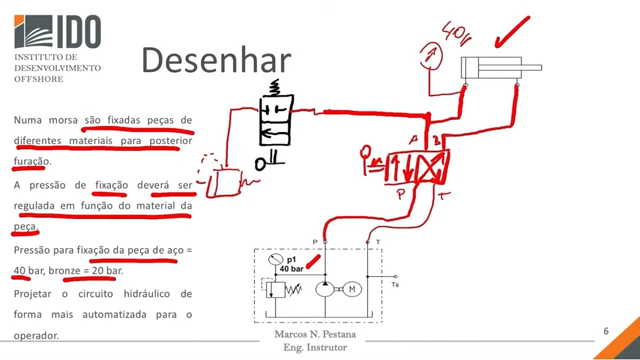 IDO
INSTITUTO DE
DESENVOLVIMENTO
OFFSHORE
Desenhar
Numa morsa são fixadas peças de
diferentes materiais para posterior
furação.
A pressão de fixação deverá ser
regulada em função do material da
peça.
Pressão para fixação da peça de aço =
40 bar, bronze = 20 bar.
Projetar o circuito hidráulico de
forma mais automatizada para o
operador.
A B
P T
P T
p1
40 bar
M
Ts
Marcos N. Pestana
Eng. Instrutor
6